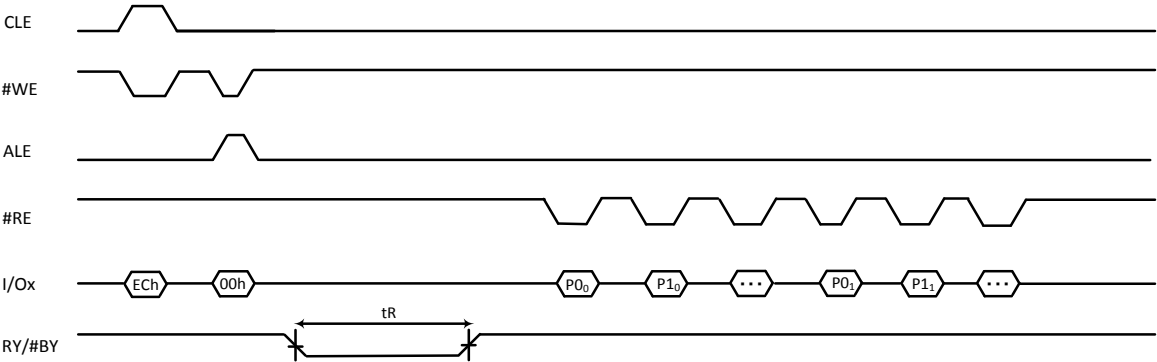 CLE
#WE
ALE
#RE
I/Ox ECh 00h P0₀ P1₀ ... P0₁ P1₁ ...
tR
RY/#BY